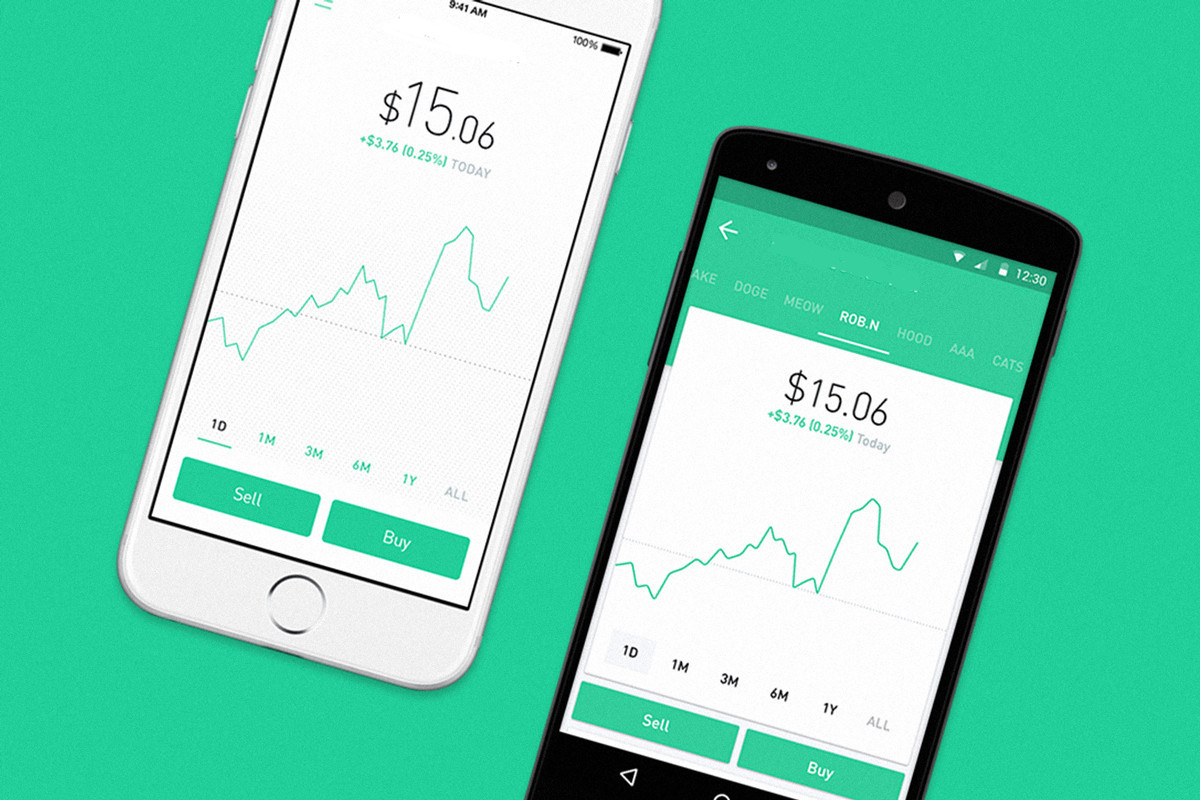 9:41 AM
100%
$15.06
+$3.76 (0.25%) TODAY
1D 1M 3M 6M 1Y ALL
Sell Buy
12:30
AKE DOGE MEOW ROB.N HOOD AAA CATS
$15.06
+$3.76 (0.25%) Today
1D 1M 3M 6M 1Y ALL
Sell Buy